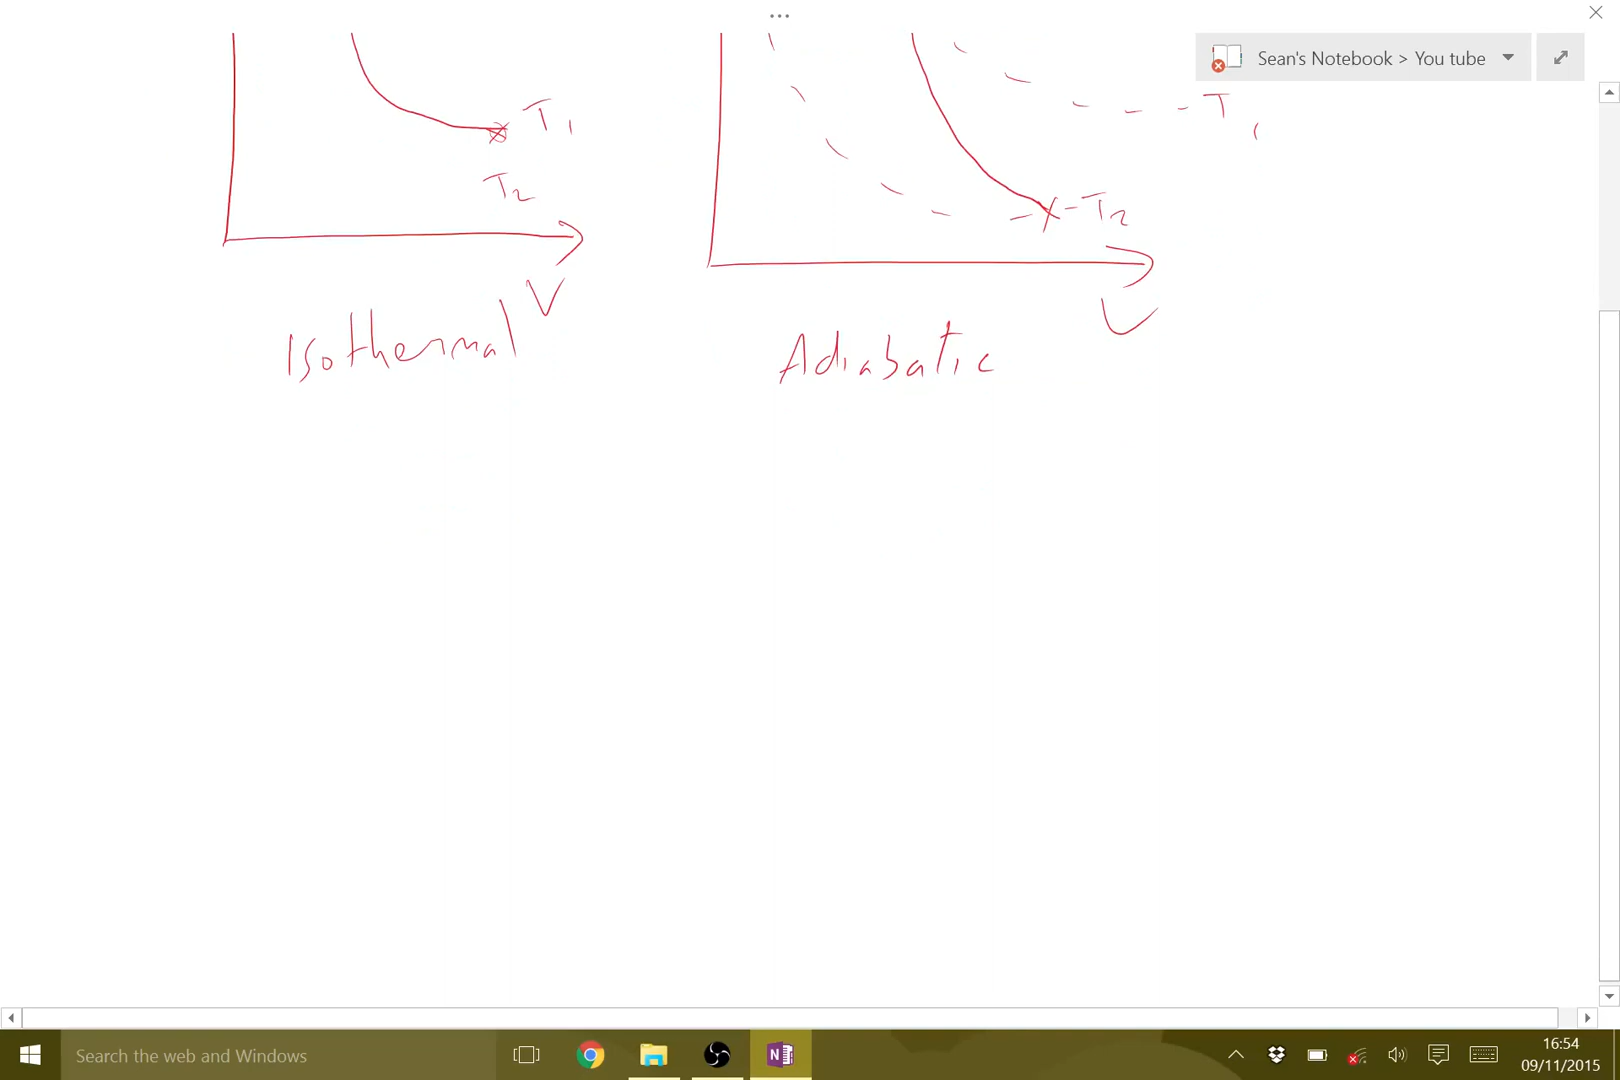 Sean's Notebook > You tube
T1
T2
V
Isothermal
T1
T2
V
Adiabatic
Search the web and Windows
16:54
09/11/2015